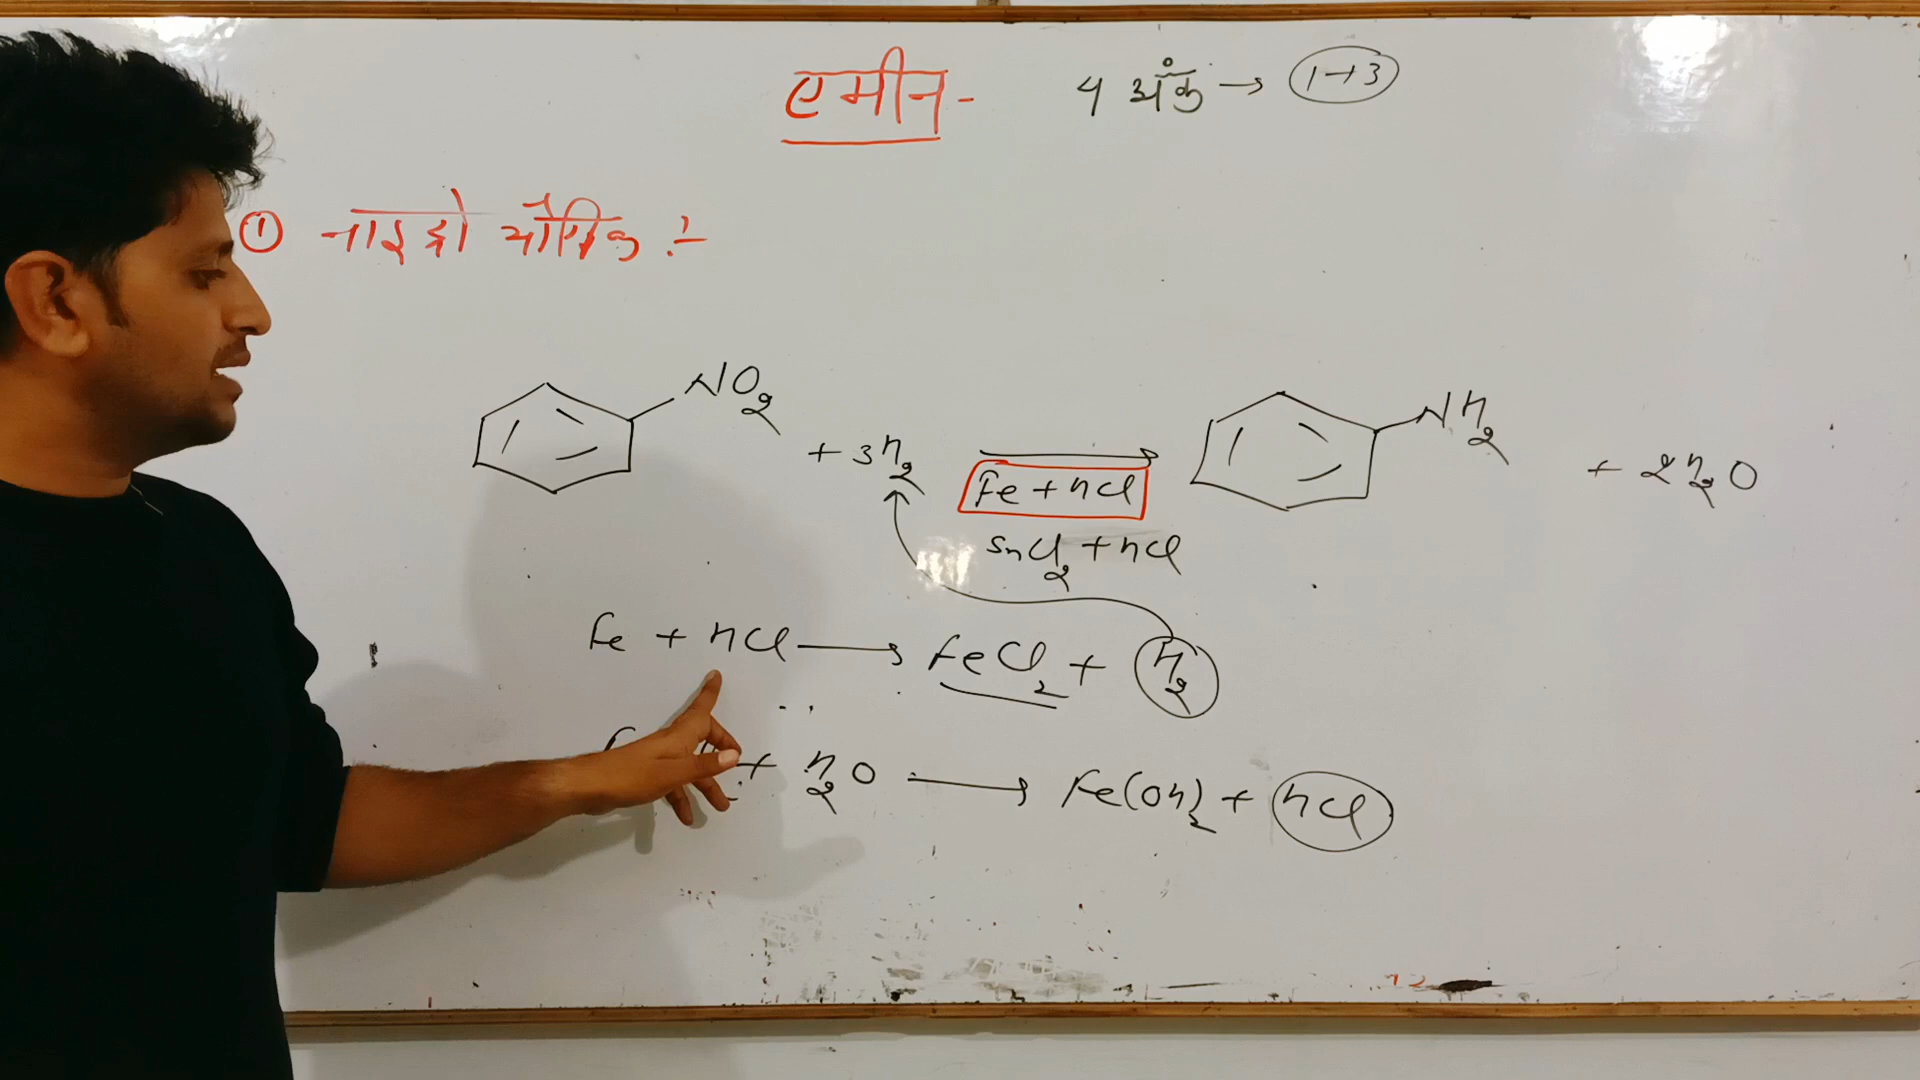 एमीन - 4 अंक → 1→3
① नाइट्रो यौगिक :-
NO₂ + 3H₂ → NH₂ + 2H₂O
Fe + HCl
SnCl₂ + HCl
Fe + HCl → FeCl₂ + H₂
+ H₂O → Fe(OH)₂ + HCl